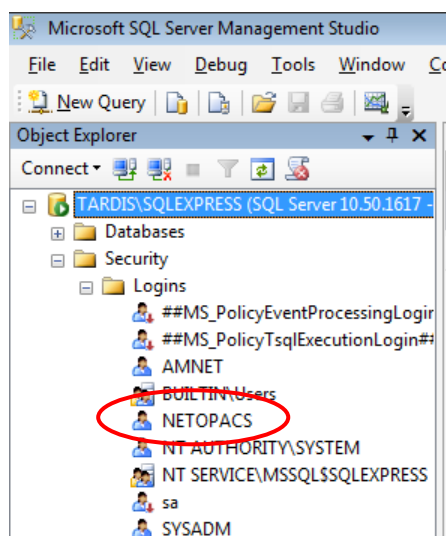 Microsoft SQL Server Management Studio
File Edit View Debug Tools Window Co
New Query
Object Explorer
Connect
TARDIS\SQLEXPRESS (SQL Server 10.50.1617 -
Databases
Security
Logins
##MS_PolicyEventProcessingLogin
##MS_PolicyTsqlExecutionLogin##
AMNET
BUILTIN\Users
NETOPACS
NT AUTHORITY\SYSTEM
NT SERVICE\MSSQL$SQLEXPRESS
sa
SYSADM